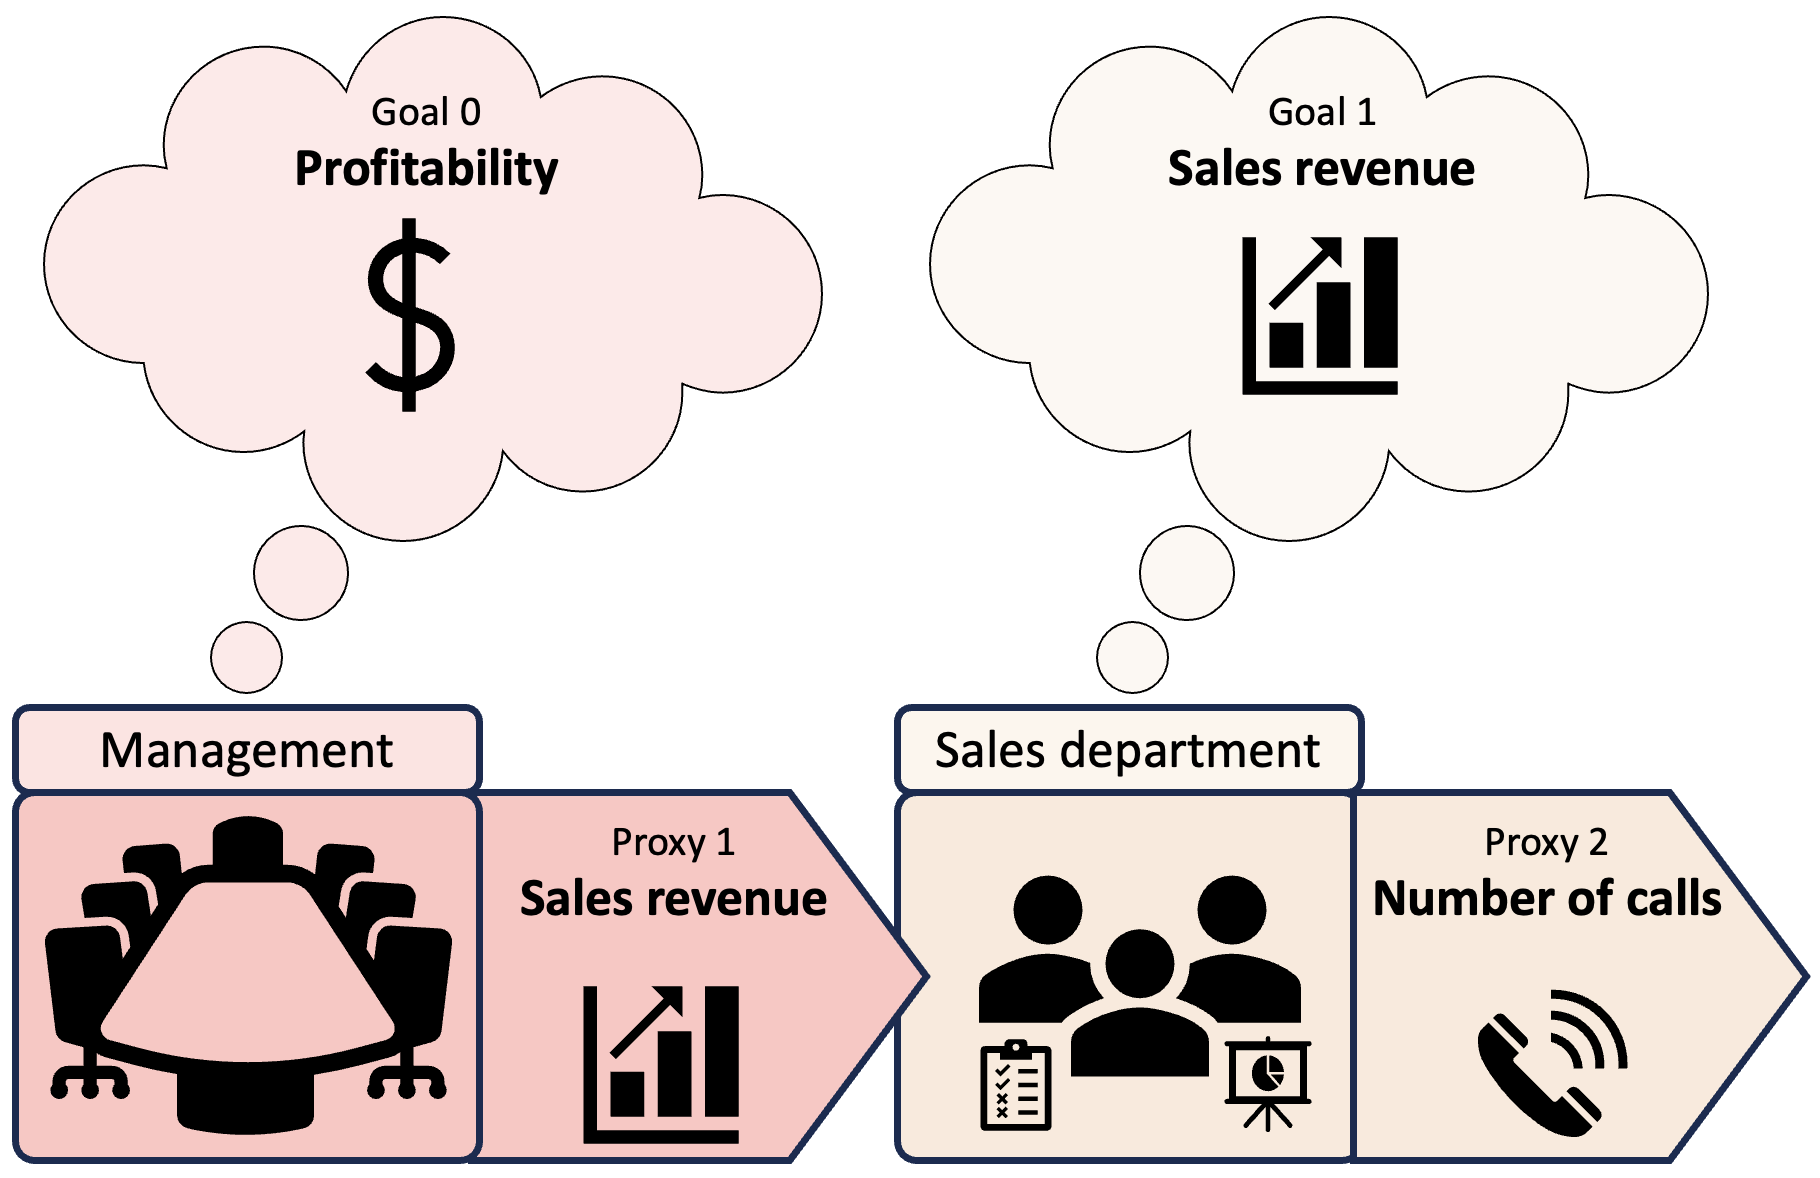 Goal 0
Profitability
Goal 1
Sales revenue
Management
Proxy 1
Sales revenue
Sales department
Proxy 2
Number of calls